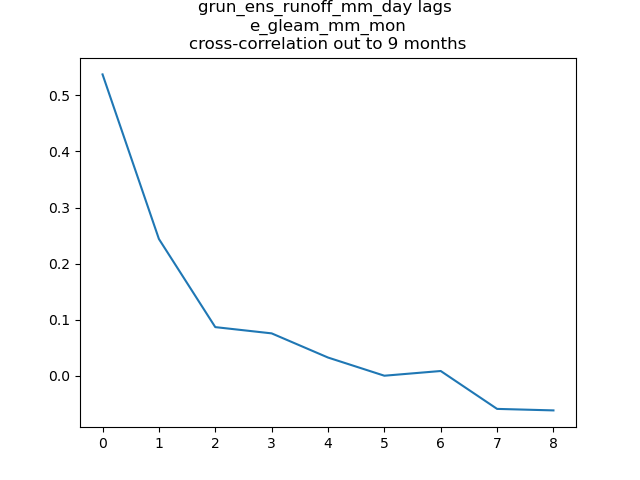 grun_ens_runoff_mm_day lags
e_gleam_mm_mon
cross-correlation out to 9 months
0.5
0.4
0.3
0.2
0.1
0.0
0 1 2 3 4 5 6 7 8